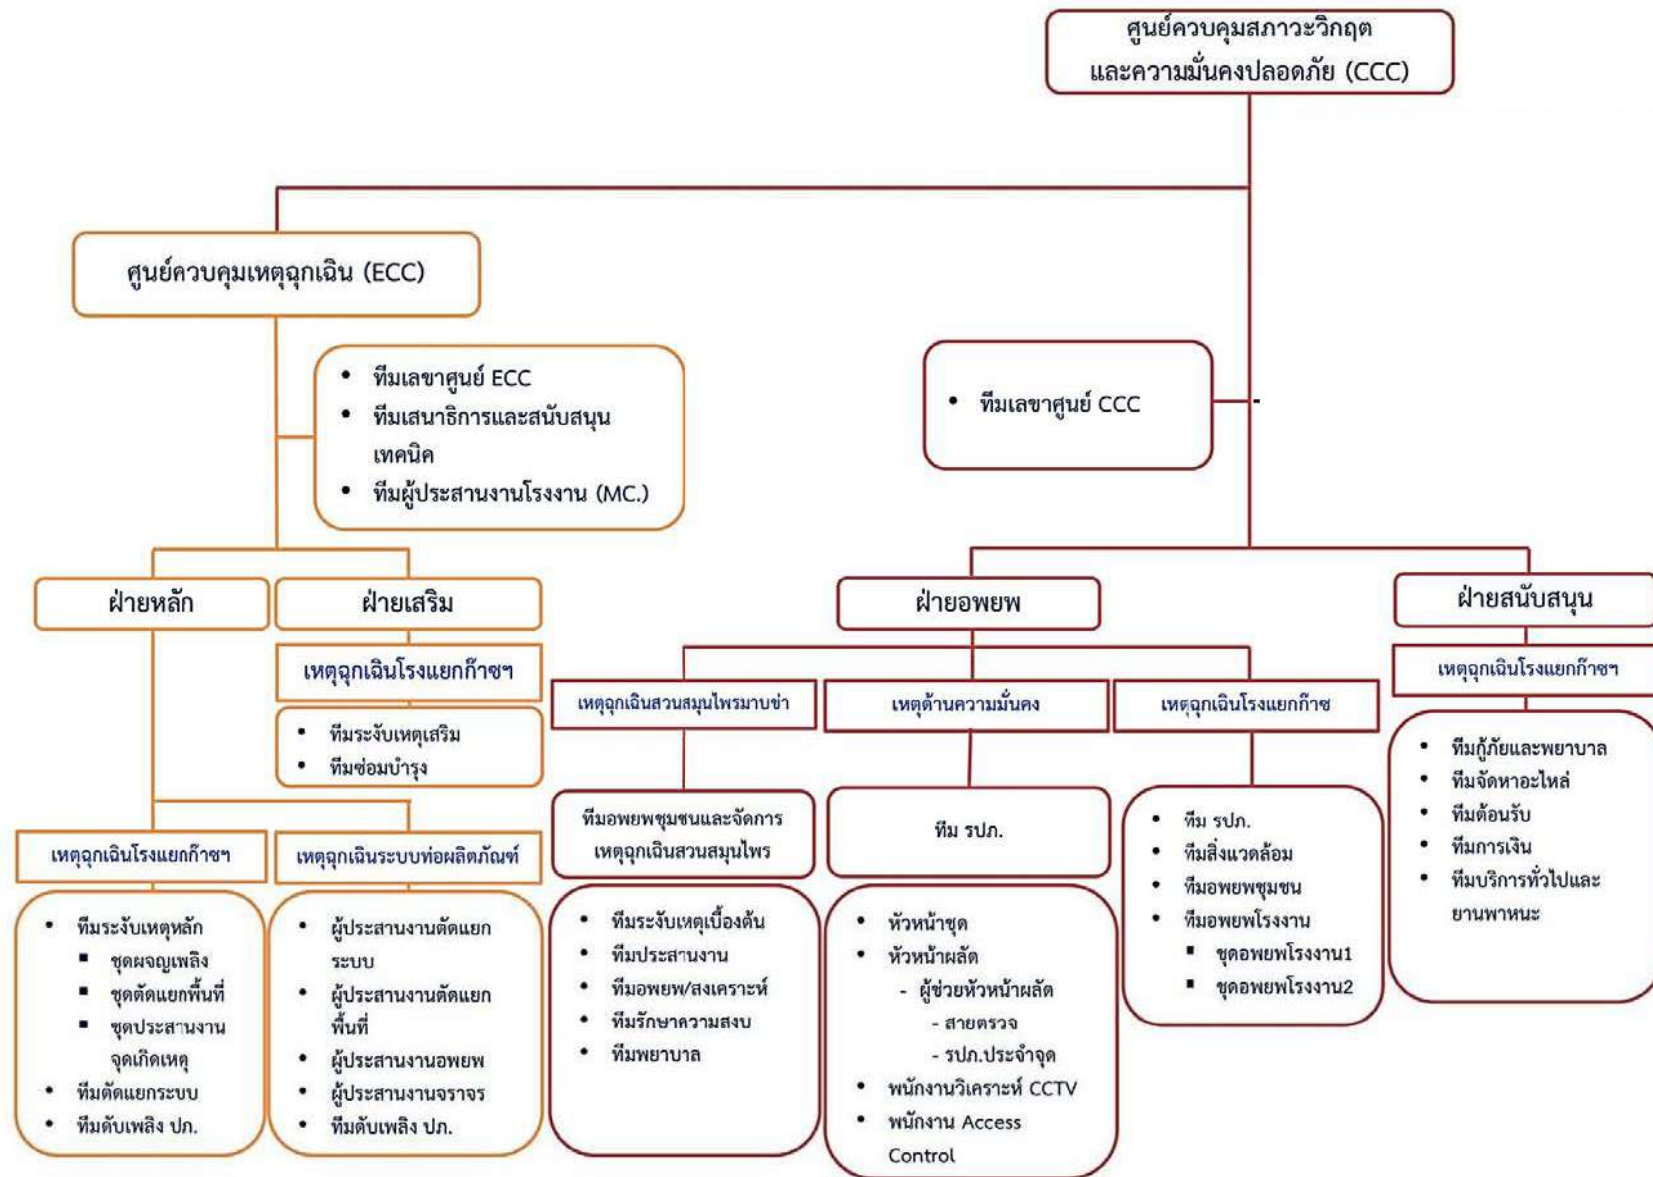 ศูนย์ควบคุมสภาวะวิกฤต
และความมั่นคงปลอดภัย (CCC)
ศูนย์ควบคุมเหตุฉุกเฉิน (ECC)
• ทีมเลขาศูนย์ ECC
• ทีมเสนาธิการและสนับสนุน
เทคนิค
• ทีมผู้ประสานงานโรงงาน (MC.)
• ทีมเลขาศูนย์ CCC
ฝ่ายหลัก
ฝ่ายเสริม
เหตุฉุกเฉินโรงแยกก๊าซฯ
• ทีมระงับเหตุเสริม
• ทีมซ่อมบำรุง
เหตุฉุกเฉินโรงแยกก๊าซฯ
• ทีมระงับเหตุหลัก
▪ ชุดผจญเพลิง
▪ ชุดตัดแยกพื้นที่
▪ ชุดประสานงาน
จุดเกิดเหตุ
• ทีมตัดแยกระบบ
• ทีมดับเพลิง ปภ.
เหตุฉุกเฉินระบบท่อผลิตภัณฑ์
• ผู้ประสานงานตัดแยก
ระบบ
• ผู้ประสานงานตัดแยก
พื้นที่
• ผู้ประสานงานอพยพ
• ผู้ประสานงานจราจร
• ทีมดับเพลิง ปภ.
ฝ่ายอพยพ
เหตุฉุกเฉินสวนสมุนไพรมาบข่า
ทีมอพยพชุมชนและจัดการ
เหตุฉุกเฉินสวนสมุนไพร
• ทีมระงับเหตุเบื้องต้น
• ทีมประสานงาน
• ทีมอพยพ/สงเคราะห์
• ทีมรักษาความสงบ
• ทีมพยาบาล
เหตุด้านความมั่นคง
ทีม รปภ.
• หัวหน้าชุด
• หัวหน้าผลัด
- ผู้ช่วยหัวหน้าผลัด
- สายตรวจ
- รปภ.ประจำจุด
• พนักงานวิเคราะห์ CCTV
• พนักงาน Access
Control
เหตุฉุกเฉินโรงแยกก๊าซ
• ทีม รปภ.
• ทีมสิ่งแวดล้อม
• ทีมอพยพชุมชน
• ทีมอพยพโรงงาน
▪ ชุดอพยพโรงงาน1
▪ ชุดอพยพโรงงาน2
ฝ่ายสนับสนุน
เหตุฉุกเฉินโรงแยกก๊าซฯ
• ทีมกู้ภัยและพยาบาล
• ทีมจัดหาอะไหล่
• ทีมต้อนรับ
• ทีมการเงิน
• ทีมบริการทั่วไปและ
ยานพาหนะ